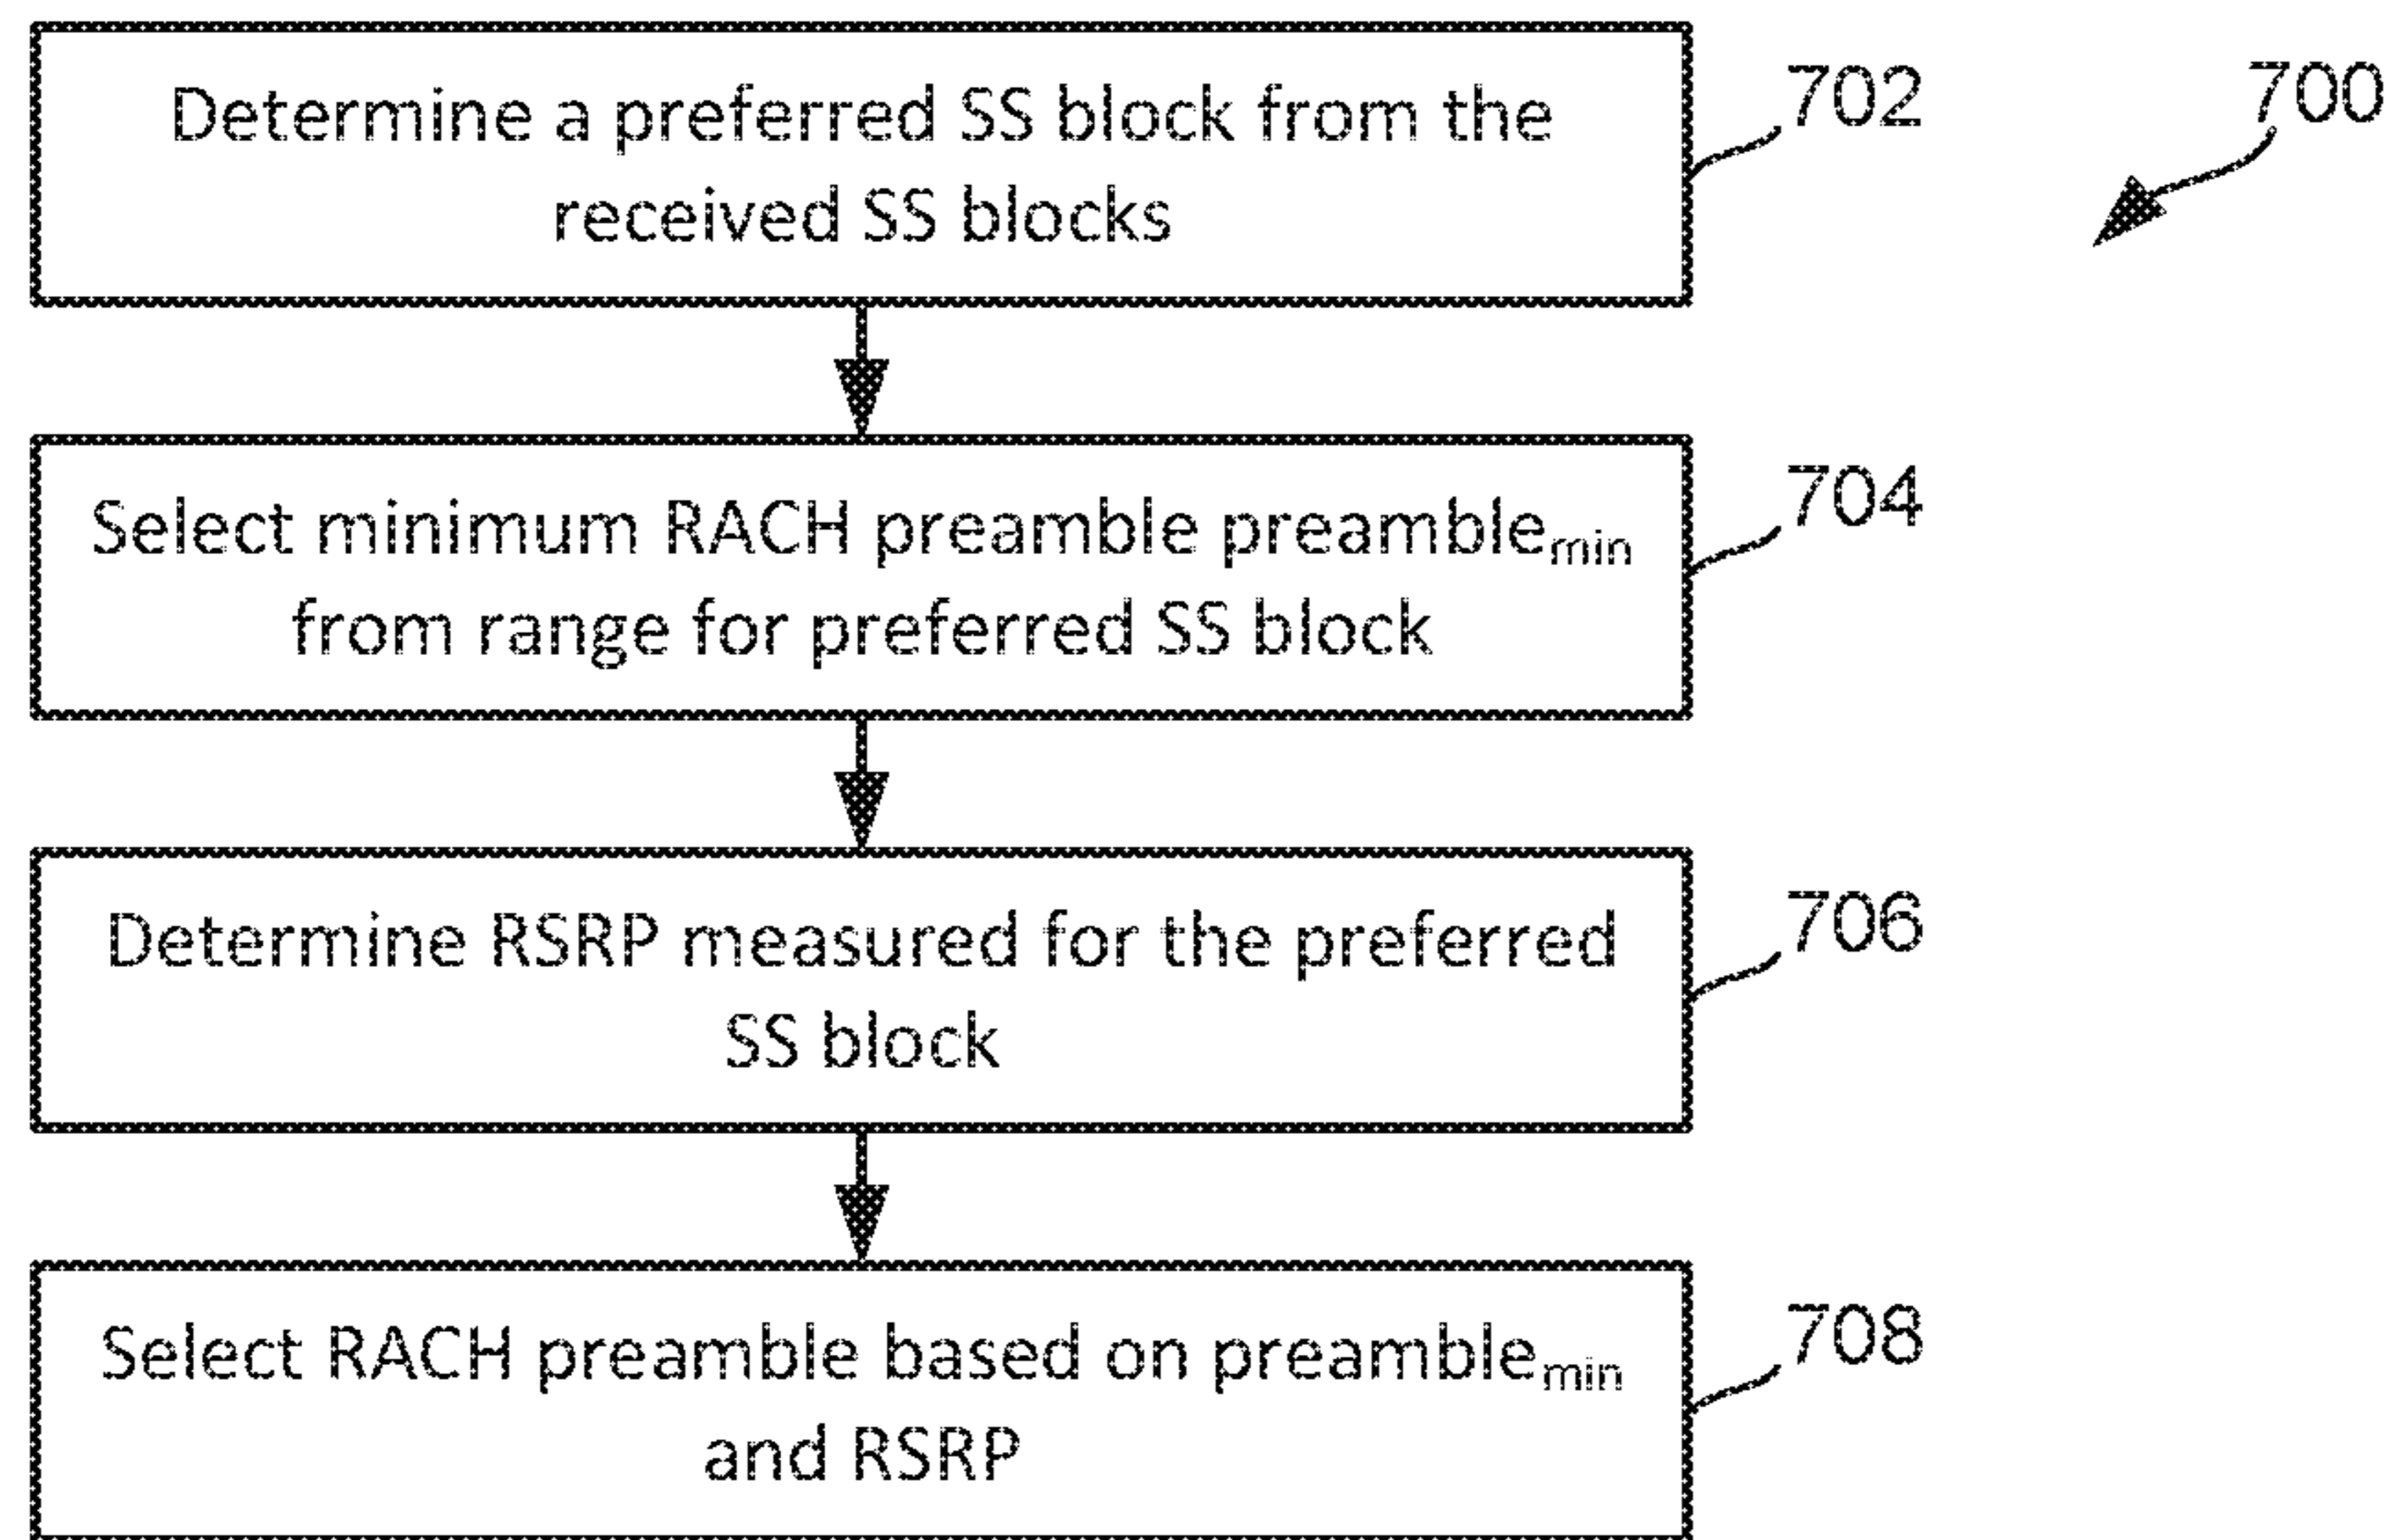 Determine a preferred SS block from the
received SS blocks
702
700
Select minimum RACH preamble preamblemin
from range for preferred SS block
704
Determine RSRP measured for the preferred
SS block
706
Select RACH preamble based on preamblemin
and RSRP
708